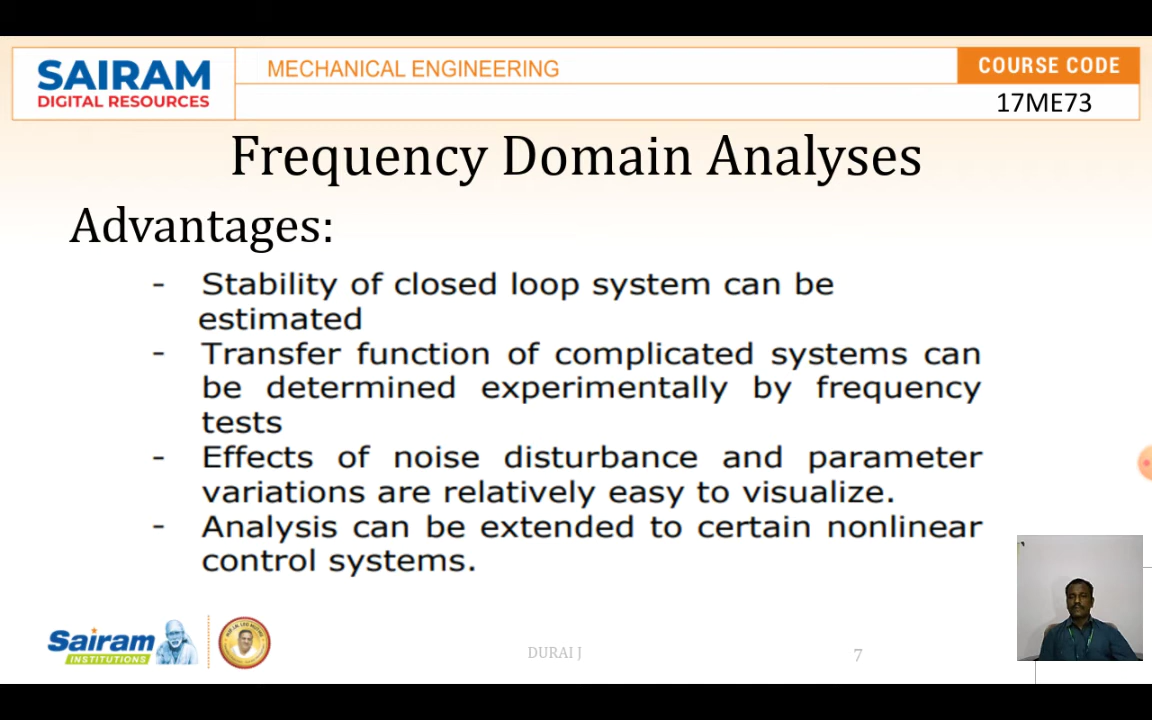 SAIRAM
DIGITAL RESOURCES
MECHANICAL ENGINEERING
COURSE CODE
17ME73
Frequency Domain Analyses
Advantages:
- Stability of closed loop system can be
estimated
- Transfer function of complicated systems can
be determined experimentally by frequency
tests
- Effects of noise disturbance and parameter
variations are relatively easy to visualize.
- Analysis can be extended to certain nonlinear
control systems.
Sairam
INSTITUTIONS
DURAI J
7